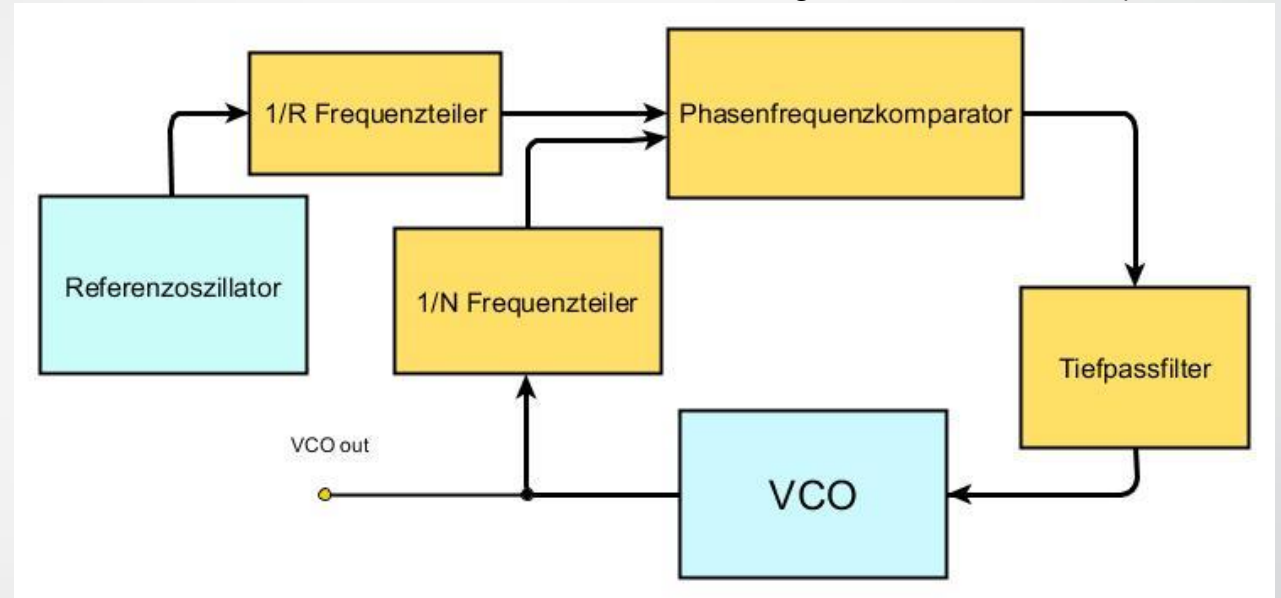 1/R Frequenzteiler
Phasenfrequenzkomparator
Referenzoszillator
1/N Frequenzteiler
Tiefpassfilter
VCO out
VCO